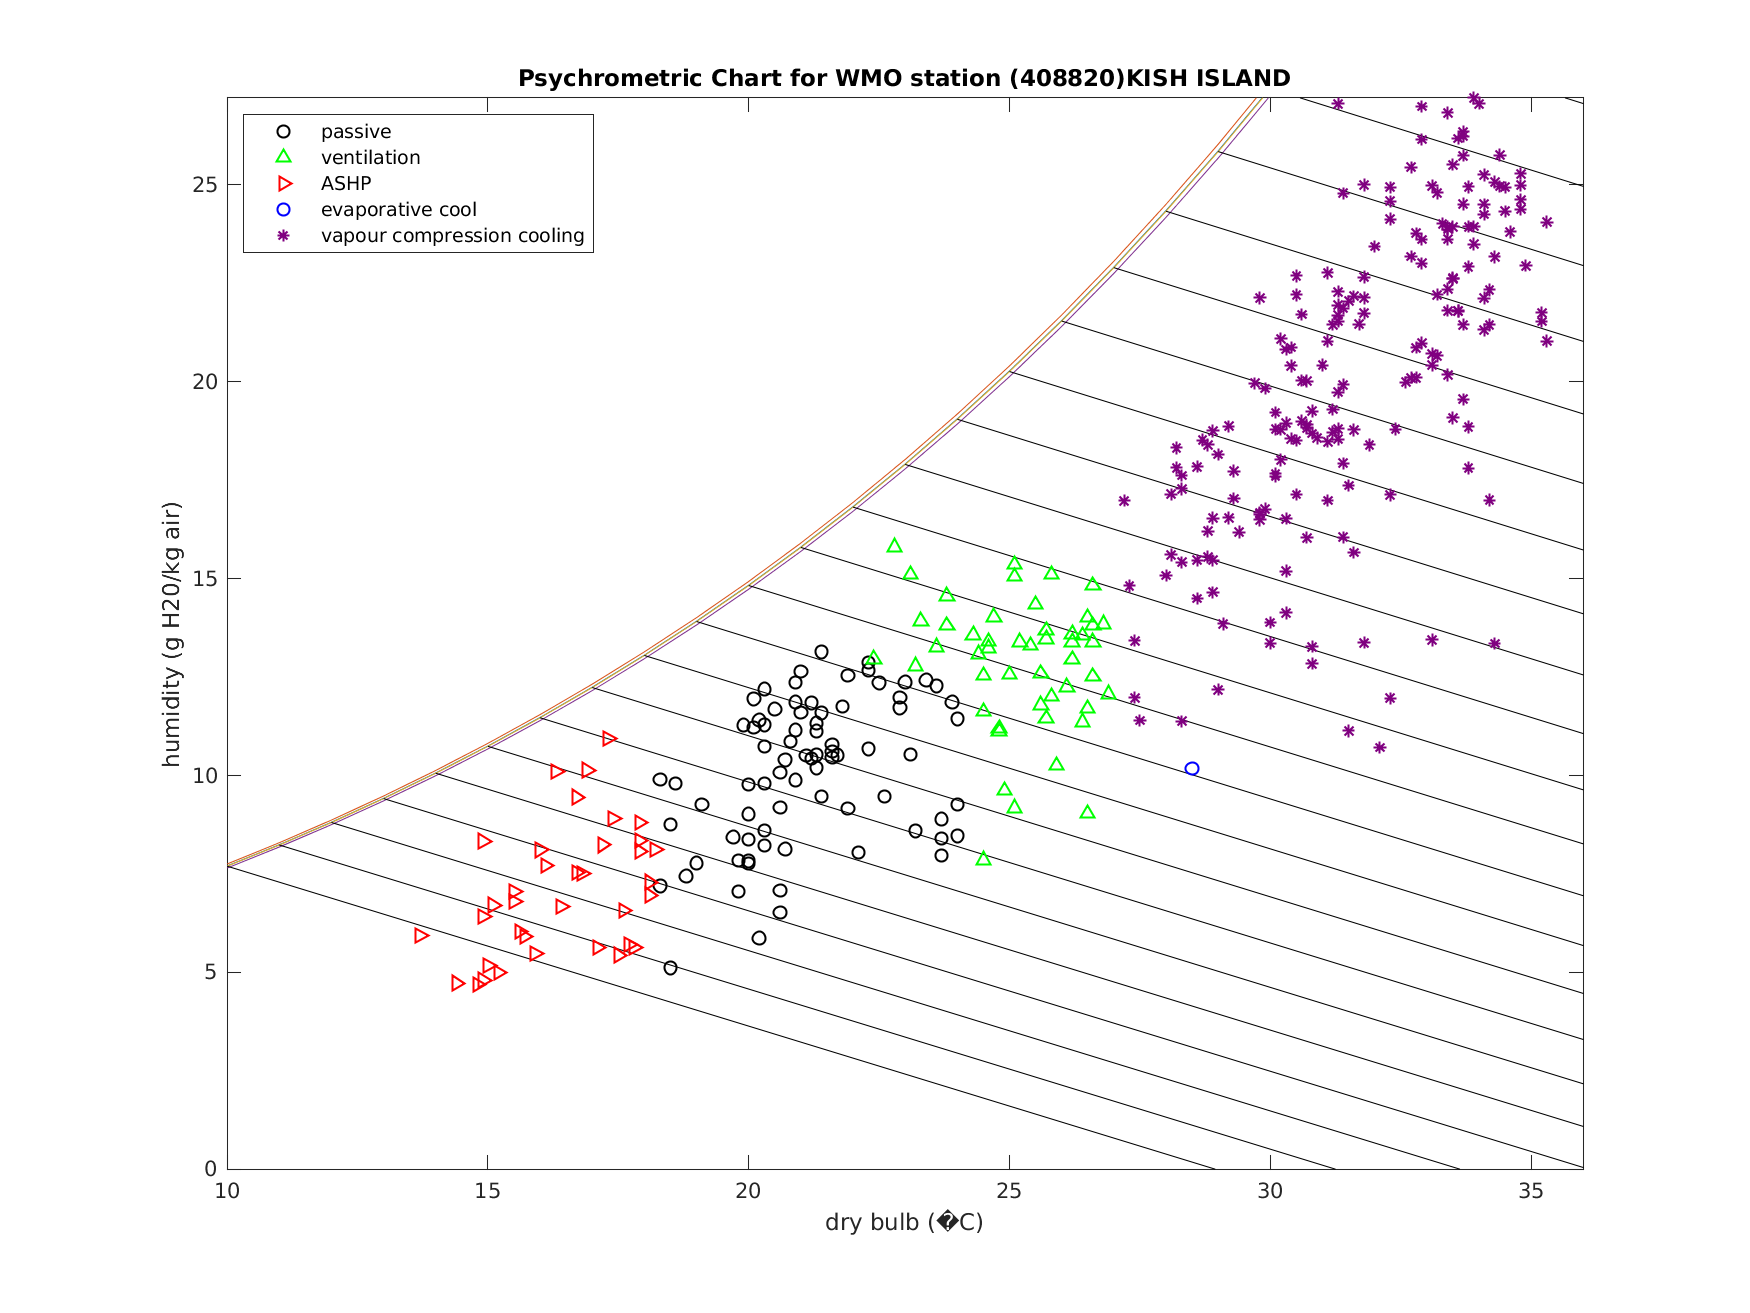 Psychrometric Chart for WMO station (408820)KISH ISLAND
passive
ventilation
ASHP
evaporative cool
vapour compression cooling
humidity (g H20/kg air)
25
20
15
10
5
0
10 15 20 25 30 35
dry bulb (�C)